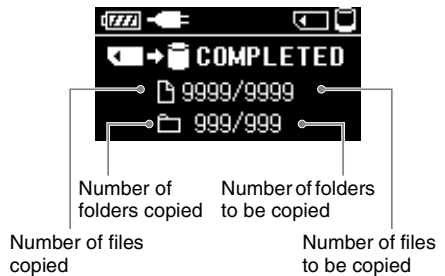 COMPLETED
9999/9999
999/999
Number of
folders copied
Number of folders
to be copied
Number of files
copied
Number of files
to be copied